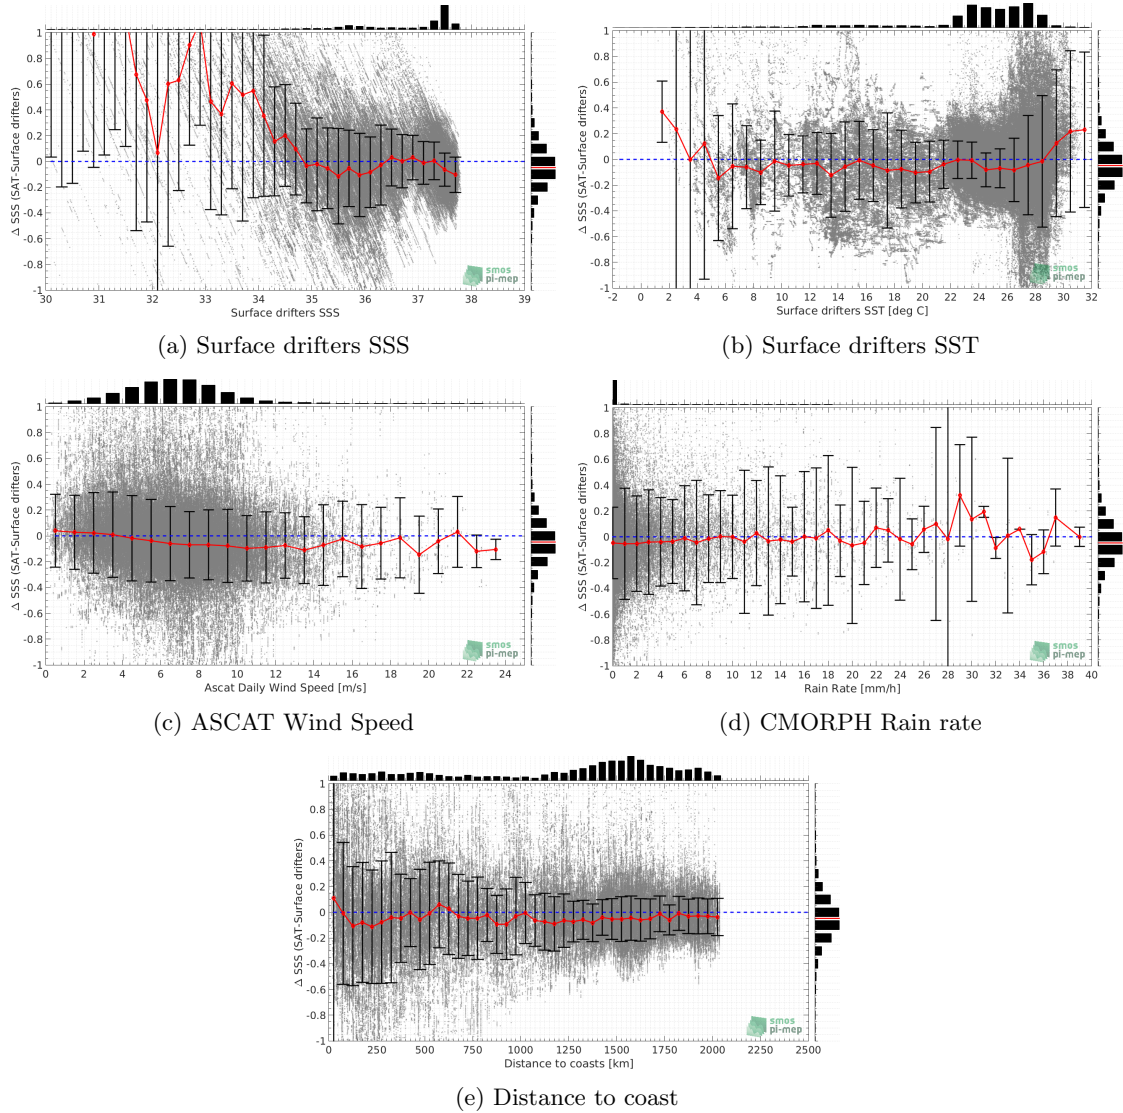 1
0.8
0.6
0.4
0.2
0
-0.2
-0.4
-0.6
-0.8
-1
Δ SSS (SAT-Surface drifters)
30 31 32 33 34 35 36 37 38 39
Surface drifters SSS
smos
pi-mep
(a) Surface drifters SSS
1
0.8
0.6
0.4
0.2
0
-0.2
-0.4
-0.6
-0.8
-1
Δ SSS (SAT-Surface drifters)
-2 0 2 4 6 8 10 12 14 16 18 20 22 24 26 28 30 32
Surface drifters SST [deg C]
smos
pi-mep
(b) Surface drifters SST
1
0.8
0.6
0.4
0.2
0
-0.2
-0.4
-0.6
-0.8
-1
Δ SSS (SAT-Surface drifters)
0 2 4 6 8 10 12 14 16 18 20 22 24
Ascat Daily Wind Speed [m/s]
smos
pi-mep
(c) ASCAT Wind Speed
1
0.8
0.6
0.4
0.2
0
-0.2
-0.4
-0.6
-0.8
-1
Δ SSS (SAT-Surface drifters)
0 2 4 6 8 10 12 14 16 18 20 22 24 26 28 30 32 34 36 38 40
Rain Rate [mm/h]
smos
pi-mep
(d) CMORPH Rain rate
1
0.8
0.6
0.4
0.2
0
-0.2
-0.4
-0.6
-0.8
-1
Δ SSS (SAT-Surface drifters)
0 250 500 750 1000 1250 1500 1750 2000 2250 2500
Distance to coasts [km]
smos
pi-mep
(e) Distance to coast